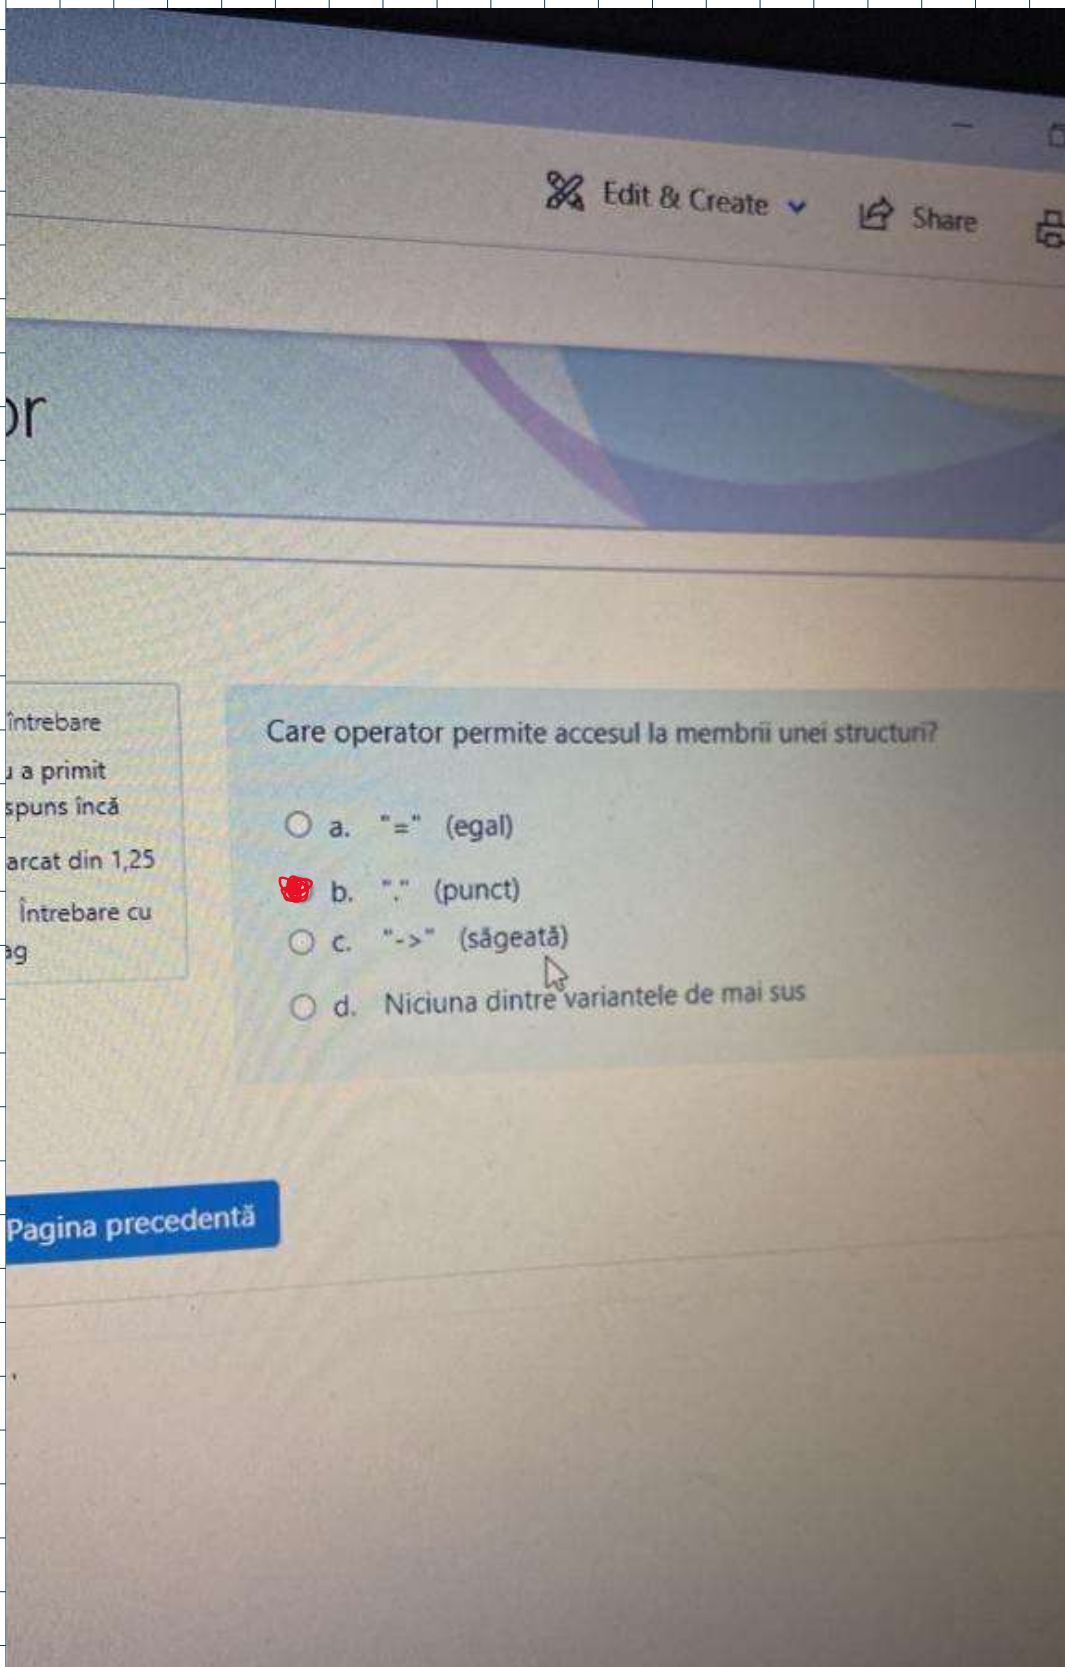 Edit & Create
Share
or
întrebare
a primit
spuns încă
arcat din 1,25
Întrebare cu
ag
Care operator permite accesul la membrii unei structuri?
a. "=" (egal)
b. "." (punct)
c. "->" (săgeată)
d. Niciuna dintre variantele de mai sus
Pagina precedentă